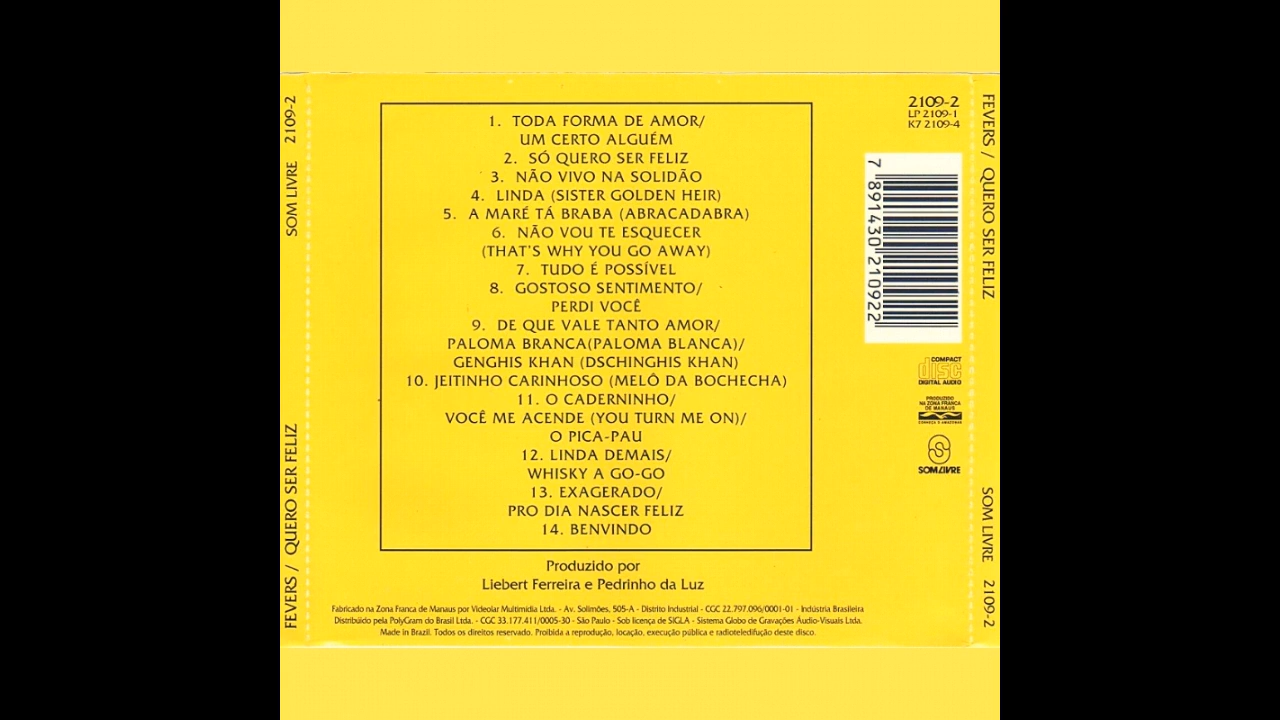 SOM LIVRE 2109-2
FEVERS / QUERO SER FELIZ
1. TODA FORMA DE AMOR/
UM CERTO ALGUÉM
2. SÓ QUERO SER FELIZ
3. NÃO VIVO NA SOLIDÃO
4. LINDA (SISTER GOLDEN HEIR)
5. A MARÉ TÁ BRABA (ABRACADABRA)
6. NÃO VOU TE ESQUECER
(THAT'S WHY YOU GO AWAY)
7. TUDO É POSSÍVEL
8. GOSTOSO SENTIMENTO/
PERDI VOCÊ
9. DE QUE VALE TANTO AMOR/
PALOMA BRANCA(PALOMA BLANCA)/
GENGHIS KHAN (DSCHINGHIS KHAN)
10. JEITINHO CARINHOSO (MELÔ DA BOCHECHA)
11. O CADERNINHO/
VOCÊ ME ACENDE (YOU TURN ME ON)/
O PICA-PAU
12. LINDA DEMAIS/
WHISKY A GO-GO
13. EXAGERADO/
PRO DIA NASCER FELIZ
14. BENVINDO
Produzido por
Liebert Ferreira e Pedrinho da Luz
Fabricado na Zona Franca de Manaus por Videolar Multimídia Ltda. - Av. Solimões, 505-A - Distrito Industrial - CGC 22.797.096/0001-01 - Indústria Brasileira
Distribüído pela PolyGram do Brasil Ltda. - CGC 33.177.411/0005-30 - São Paulo - Sob licença de SIGLA - Sistema Globo de Gravações Áudio-Visuais Ltda.
Made in Brazil. Todos os direitos reservado. Proibida a reprodução, locação, execução pública e radioteledifução deste disco.
2109-2
LP 2109-1
K7 2109-4
7 891430 210922
COMPACT
disc
DIGITAL AUDIO
PRODUZIDO
NA ZONA FRANCA
DE MANAUS
CONHEÇA O AMAZONAS
SOM LIVRE
FEVERS / QUERO SER FELIZ
SOM LIVRE 2109-2